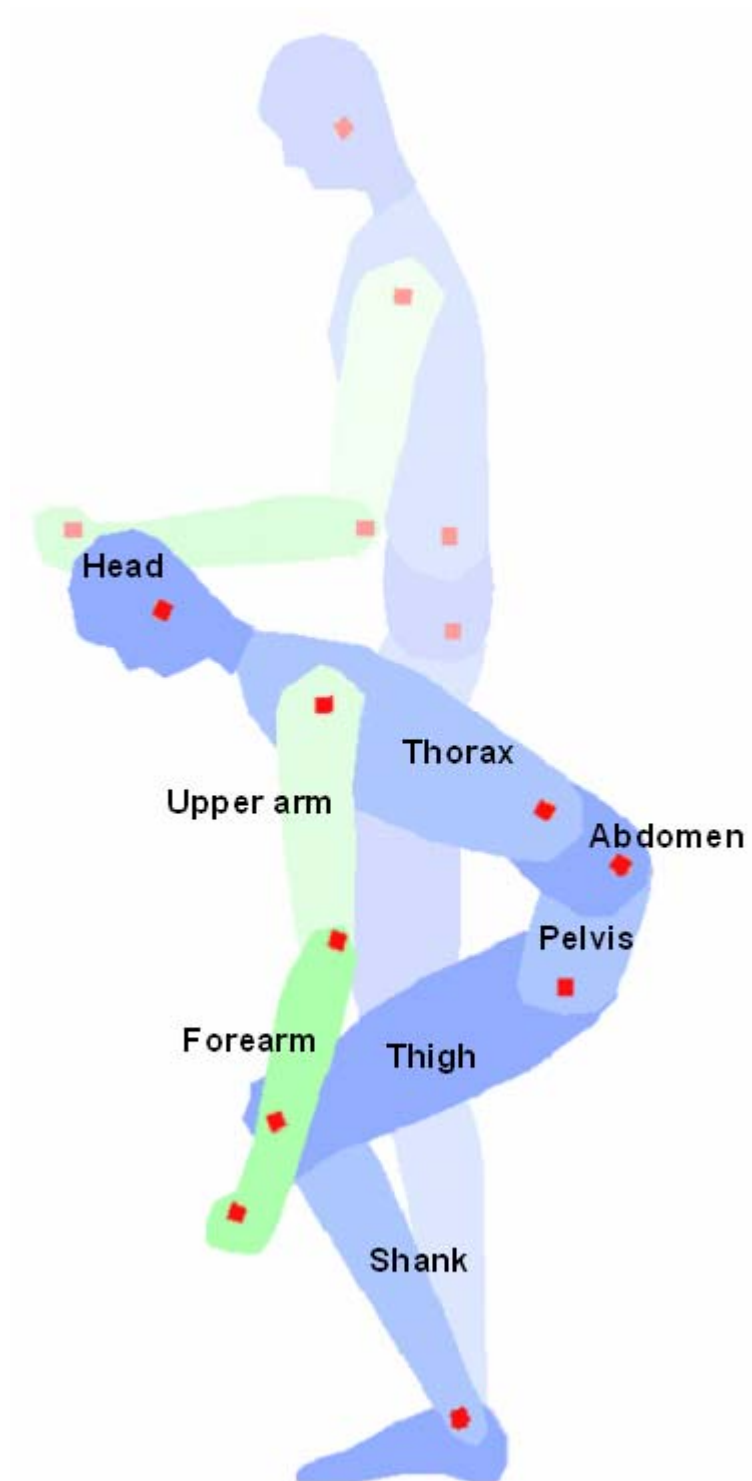 Head
Thorax
Upper arm
Abdomen
Pelvis
Forearm
Thigh
Shank